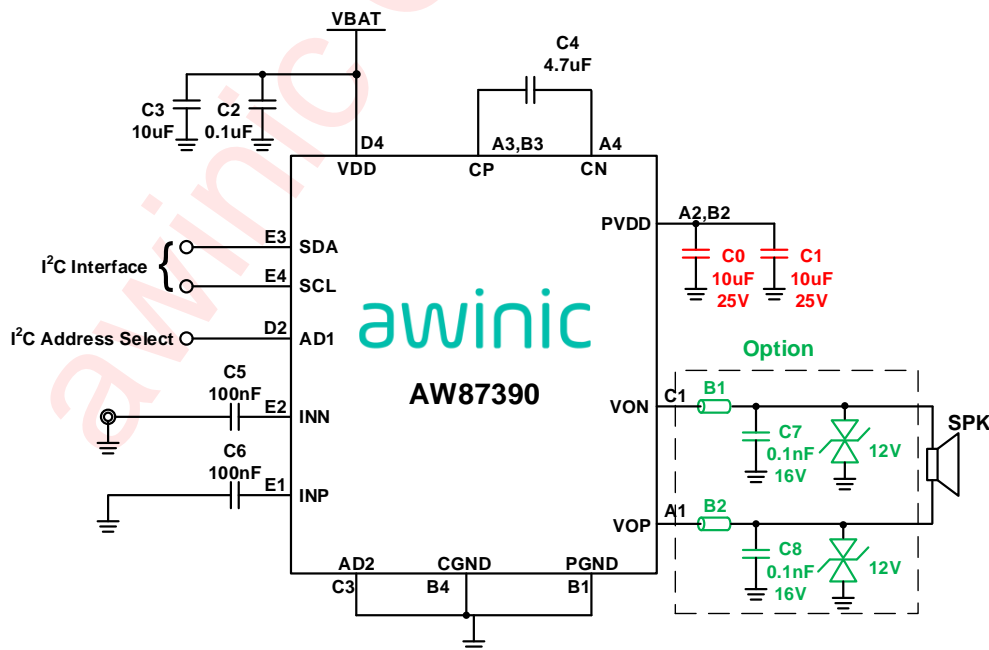 VBAT
C4
4.7uF
C3
10uF
C2
0.1uF
D4
VDD
A3,B3
CP
A4
CN
PVDD
A2,B2
C0
10uF
25V
C1
10uF
25V
I²C Interface
{
E3
SDA
E4
SCL
I²C Address Select
D2
AD1
awinic
AW87390
C5
100nF
E2
INN
C6
100nF
E1
INP
Option
VON
C1
B1
C7
0.1nF
16V
12V
SPK
VOP
A1
B2
C8
0.1nF
16V
12V
AD2
C3
CGND
B4
PGND
B1
awinic